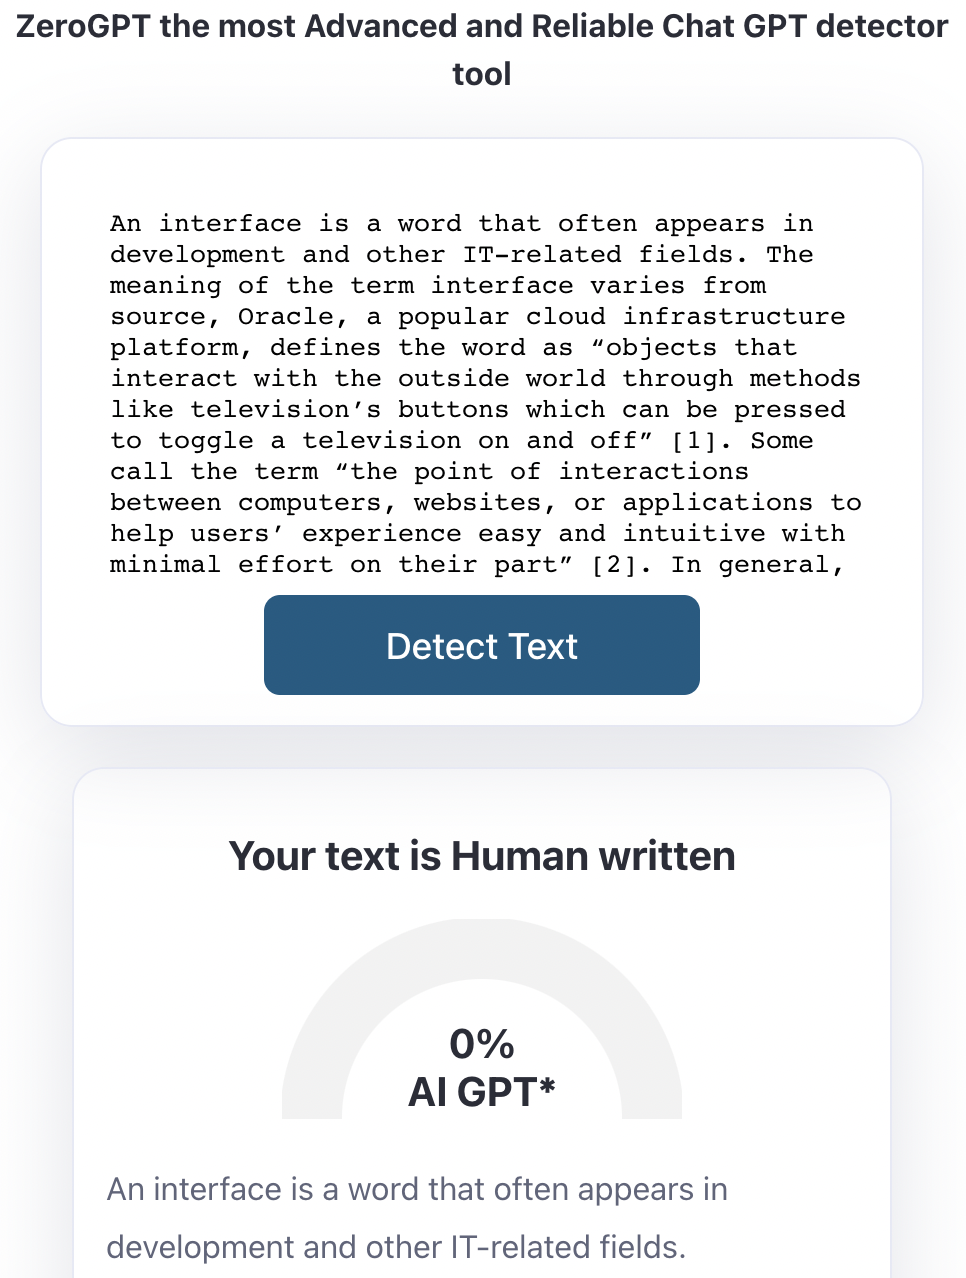 ZeroGPT the most Advanced and Reliable Chat GPT detector
tool
An interface is a word that often appears in
development and other IT-related fields. The
meaning of the term interface varies from
source, Oracle, a popular cloud infrastructure
platform, defines the word as “objects that
interact with the outside world through methods
like television’s buttons which can be pressed
to toggle a television on and off” [1]. Some
call the term “the point of interactions
between computers, websites, or applications to
help users’ experience easy and intuitive with
minimal effort on their part” [2]. In general,
Detect Text
Your text is Human written
0%
AI GPT*
An interface is a word that often appears in
development and other IT-related fields.